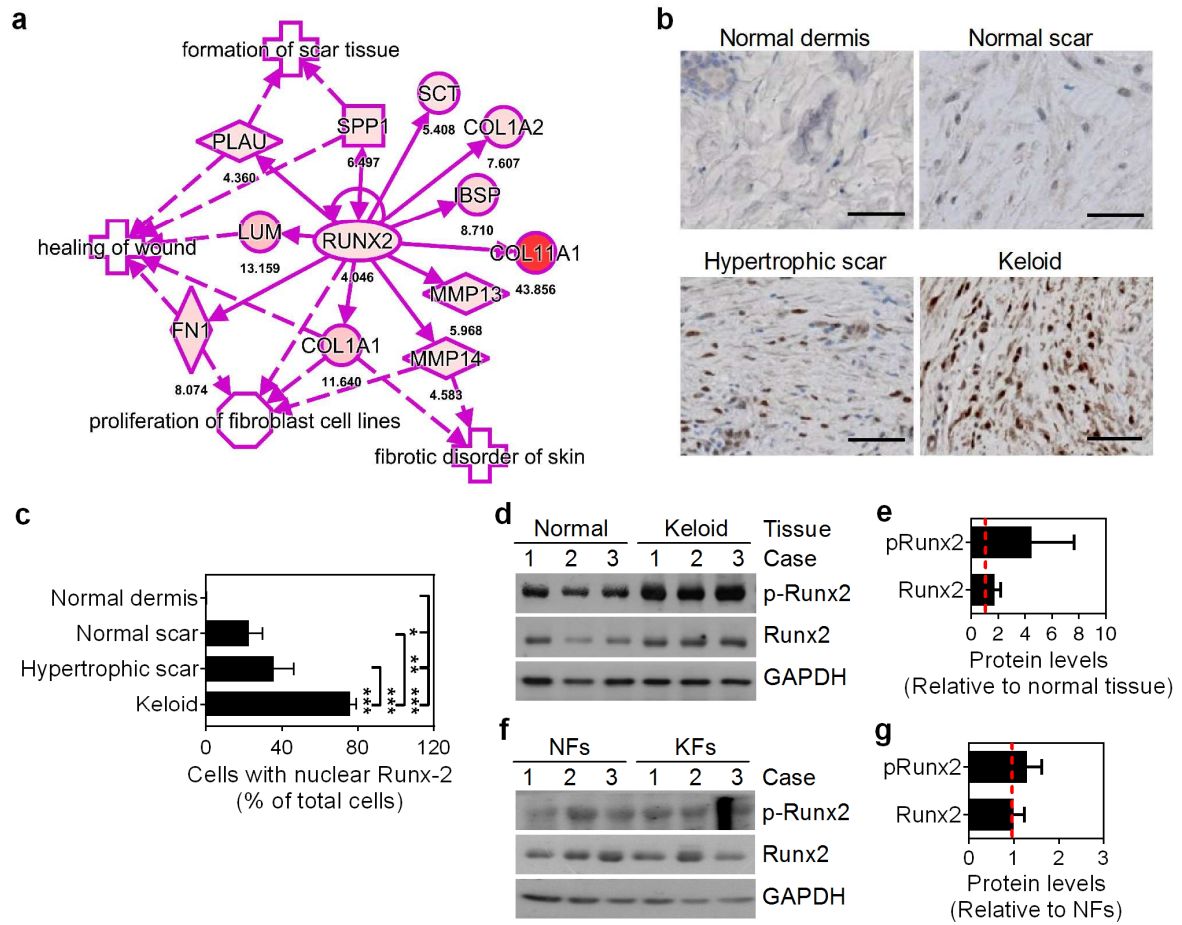 a
formation of scar tissue
SCT
5.408
PLAU
4.360
SPP1
6.497
COL1A2
7.607
IBSP
8.710
healing of wound
LUM
13.159
RUNX2
4.046
COL11A1
43.856
MMP13
5.968
FN1
8.074
COL1A1
11.640
MMP14
4.583
proliferation of fibroblast cell lines
fibrotic disorder of skin
b
Normal dermis
Normal scar
Hypertrophic scar
Keloid
c
Normal dermis
Normal scar
Hypertrophic scar
Keloid
*
**
***
***
***
0 40 80 120
Cells with nuclear Runx-2
(% of total cells)
d
Normal Keloid Tissue
1 2 3 1 2 3 Case
p-Runx2
Runx2
GAPDH
e
pRunx2
Runx2
0 2 4 6 8 10
Protein levels
(Relative to normal tissue)
f
NFs KFs
1 2 3 1 2 3 Case
p-Runx2
Runx2
GAPDH
g
pRunx2
Runx2
0 1 2 3
Protein levels
(Relative to NFs)